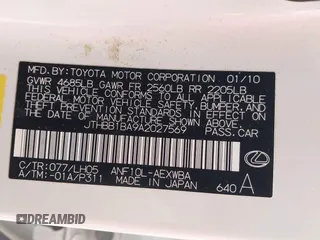 MFD.BY:TOYOTA MOTOR CORPORATION 01/10
GVWR 4685LB GAWR FR 2560LB RR 2205LB
THIS VEHICLE CONFORMS TO ALL APPLICABLE
FEDERAL MOTOR VEHICLE SAFETY, BUMPER, AND
THEFT PREVENTION STANDARDS IN EFFECT ON THE
DATE OF MANUFACTURE SHOWN ABOVE.
JTHBB1BA9A2027569 PASS. CAR
C/TR:077/LH05 ANF10L-AEXWBA
A/TM:-01A/P311 MADE IN JAPAN 640 A
DREAMBID